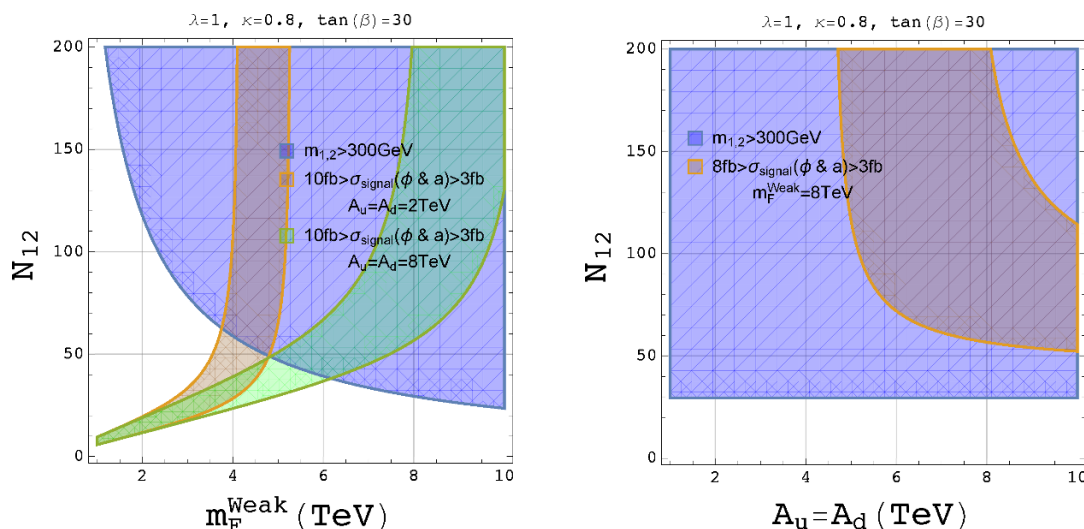 λ=1, κ=0.8, tan(β)=30
200
150
100
50
0
N12
m1,2>300GeV
10fb>σsignal(ϕ & a)>3fb
Au=Ad=2TeV
10fb>σsignal(ϕ & a)>3fb
Au=Ad=8TeV
2 4 6 8 10
mFWeak (TeV)
λ=1, κ=0.8, tan(β)=30
200
150
100
50
0
N12
m1,2>300GeV
8fb>σsignal(ϕ & a)>3fb
mFWeak=8TeV
2 4 6 8 10
Au=Ad (TeV)